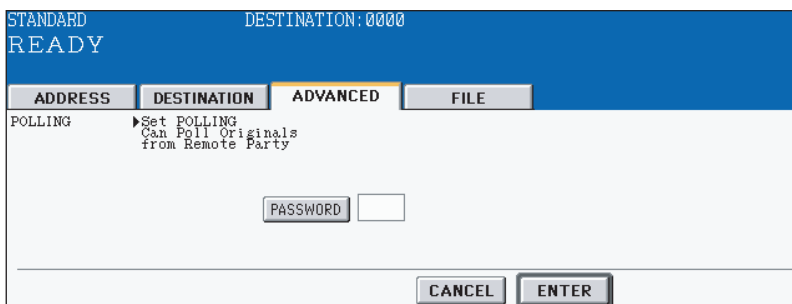 STANDARD DESTINATION:0000
READY
ADDRESS DESTINATION ADVANCED FILE
POLLING ▶Set POLLING
Can Poll Originals
from Remote Party
PASSWORD
CANCEL ENTER